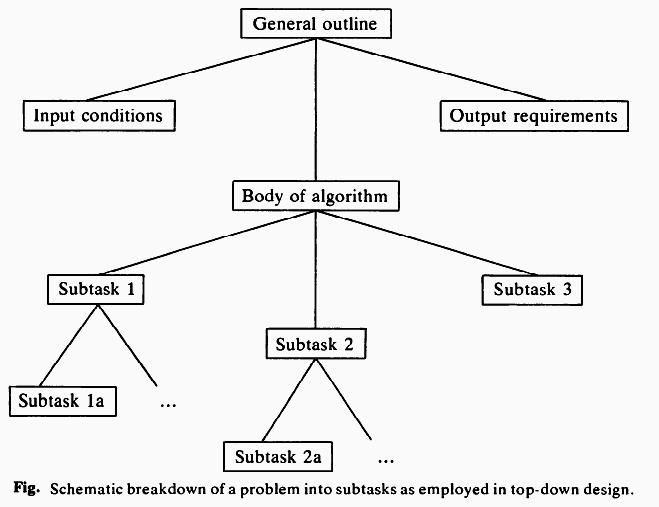 General outline
Input conditions
Output requirements
Body of algorithm
Subtask 1
Subtask 3
Subtask 2
Subtask 1a
...
Subtask 2a
...
Fig. Schematic breakdown of a problem into subtasks as employed in top-down design.